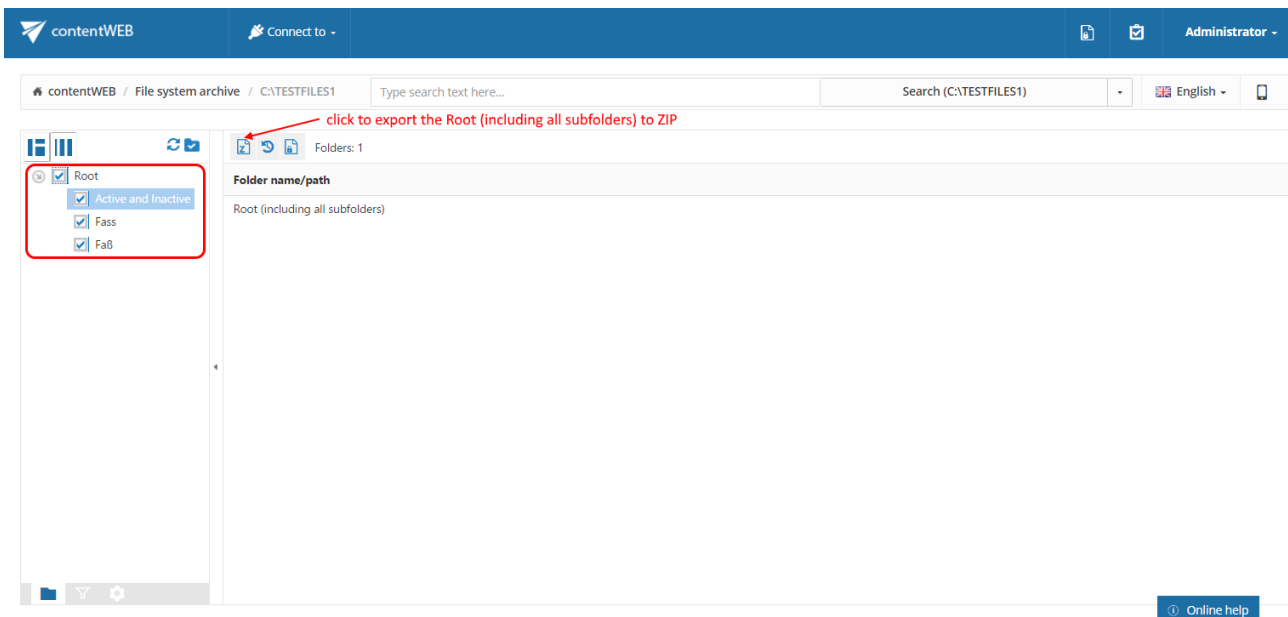 contentWEB
Connect to
Administrator
contentWEB / File system archive / C:\TESTFILES1
Type search text here...
Search (C:\TESTFILES1)
English
click to export the Root (including all subfolders) to ZIP
Folders: 1
Root
Active and Inactive
Fass
Faß
Folder name/path
Root (including all subfolders)
Online help